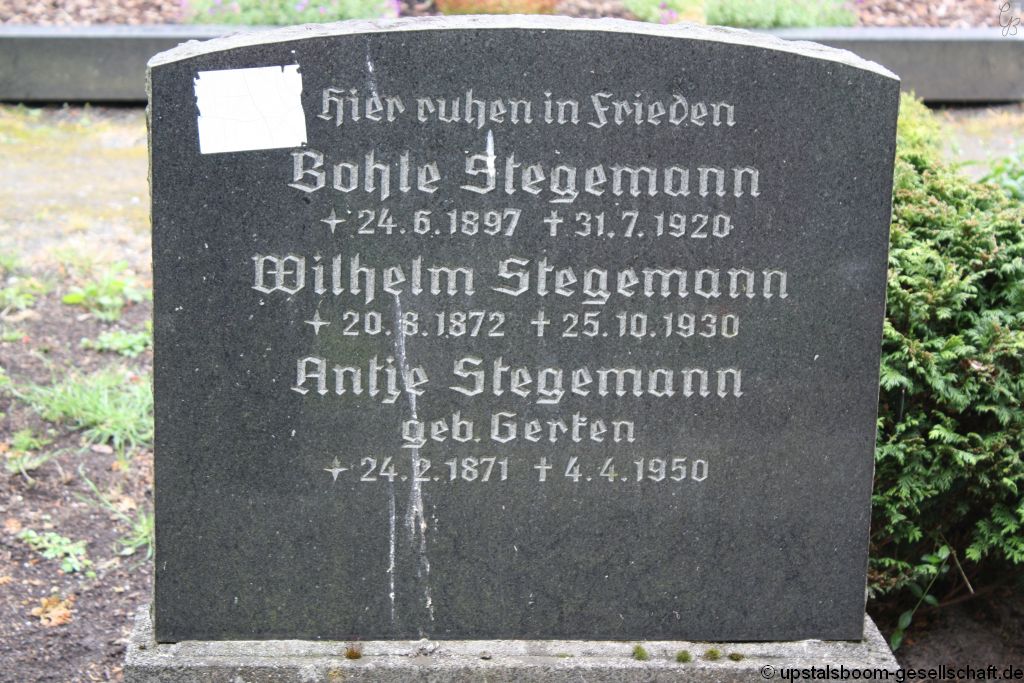 Hier ruhen in Frieden
Bohle Stegemann
✦ 24.6.1897 ✝ 31.7.1920
Wilhelm Stegemann
✦ 20.8.1872 ✝ 25.10.1930
Antje Stegemann
geb. Gerken
✦ 24.2.1871 ✝ 4.4.1950
© upstalsboom-gesellschaft.de